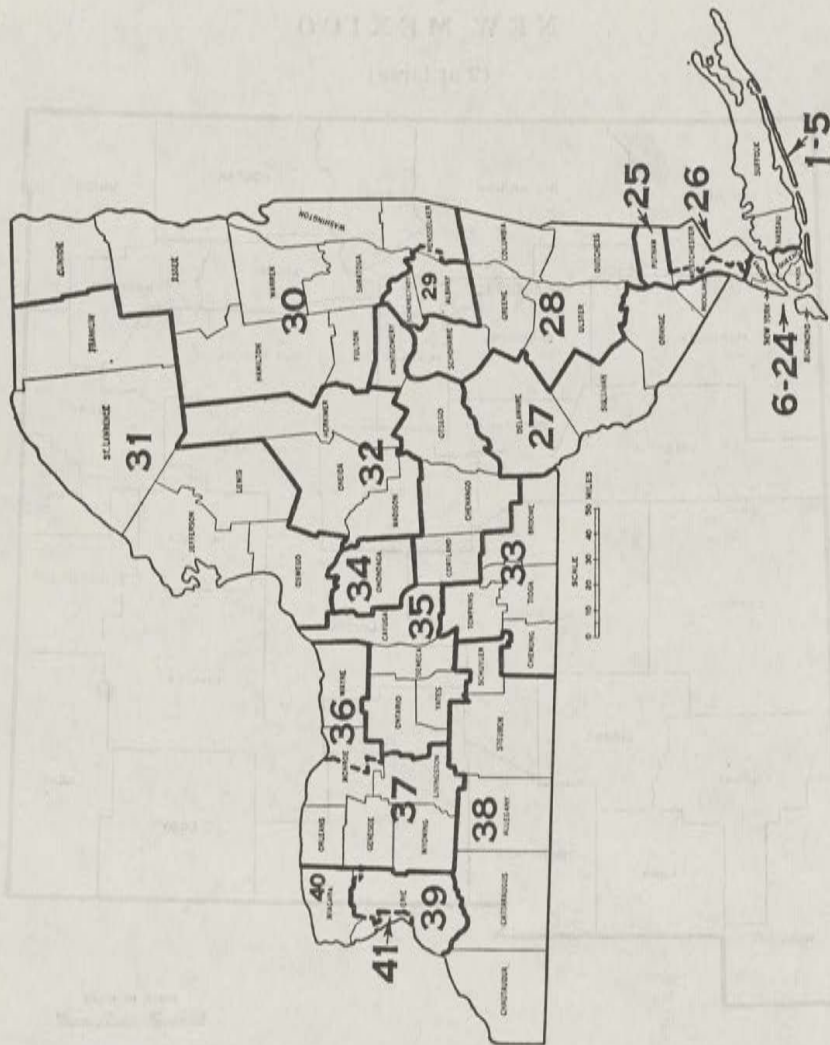 CLINTON
FRANKLIN
ST. LAWRENCE
31
ESSEX
JEFFERSON
LEWIS
HAMILTON
30
WARREN
WASHINGTON
HERKIMER
OSWEGO
ONEIDA
32
FULTON
SARATOGA
MONTGOMERY
SCHENECTADY
RENSSELAER
29
ALBANY
SCHOHARIE
OTSEGO
MADISON
34
ONONDAGA
CAYUGA
35
CORTLAND
CHENANGO
WAYNE
36
MONROE
ORLEANS
GENESEE
37
WYOMING
LIVINGSTON
ONTARIO
SENECA
YATES
40
NIAGARA
ERIE
39
41
CHAUTAUQUA
CATTARAUGUS
38
ALLEGANY
STEUBEN
SCHUYLER
CHEMUNG
TOMPKINS
TIOGA
33
BROOME
DELAWARE
27
GREENE
COLUMBIA
28
ULSTER
DUTCHESS
SULLIVAN
ORANGE
PUTNAM
25
ROCKLAND
WESTCHESTER
26
NEW YORK
6-24
RICHMOND
KINGS
QUEENS
NASSAU
SUFFOLK
1-5
SCALE
0 10 20 30 40 50 MILES
NEW MEXICO